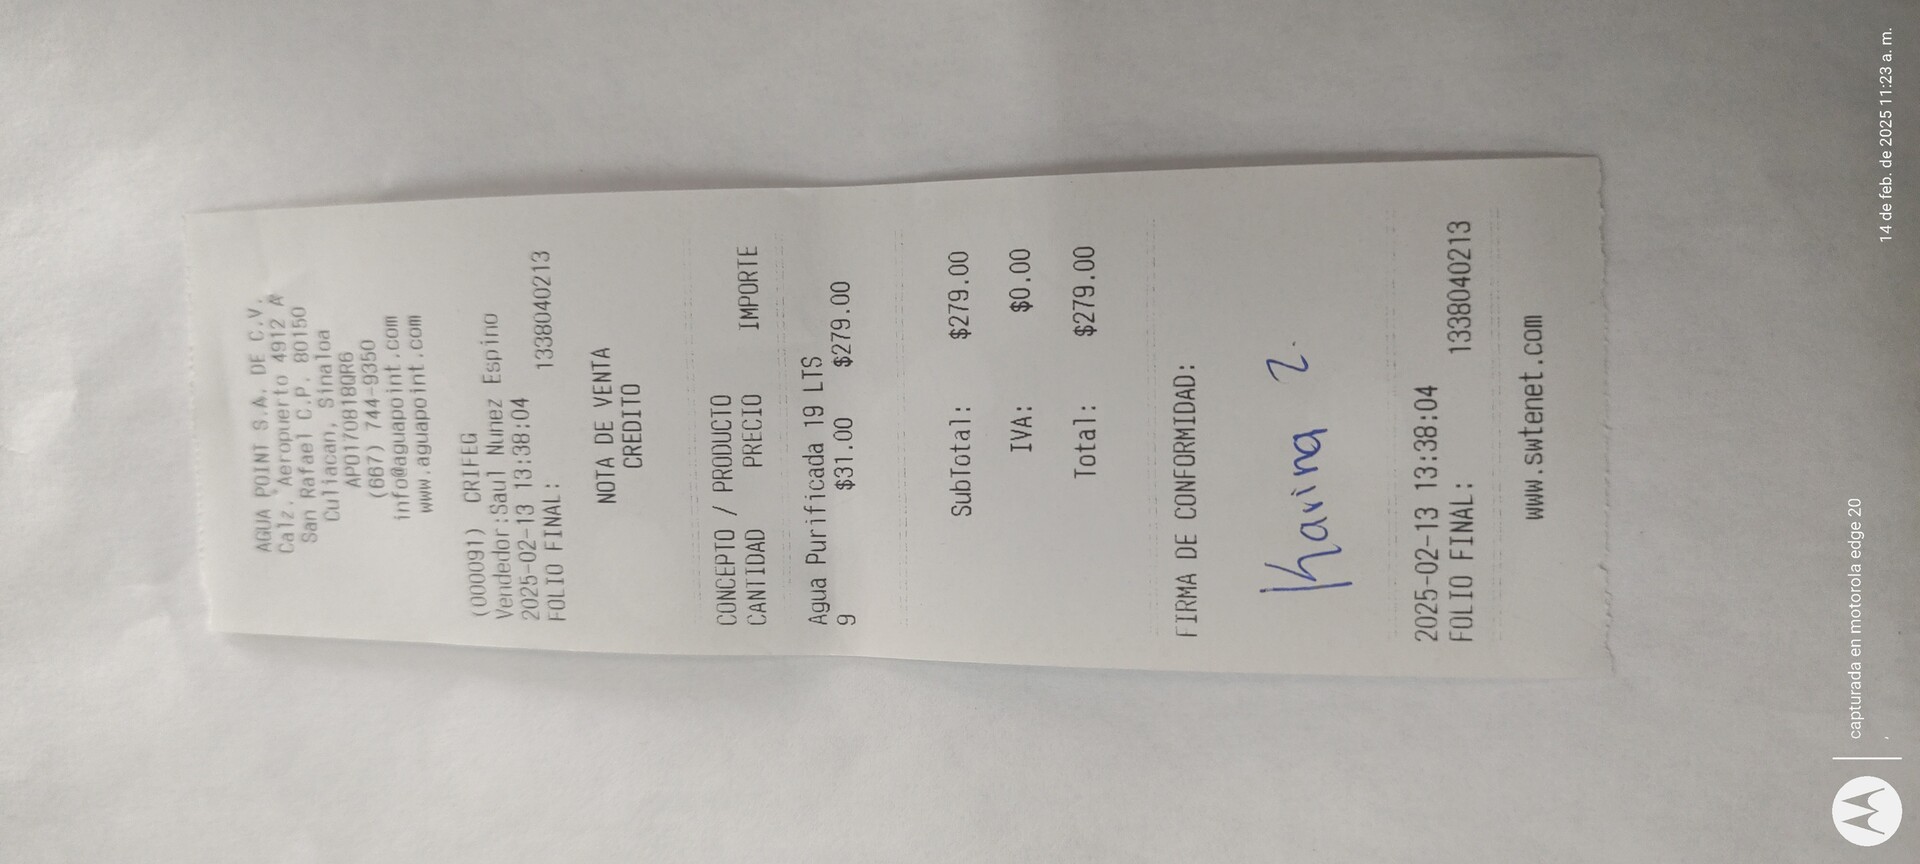 AGUA POINT S.A. DE C.V.
Calz. Aeropuerto 4912 A
San Rafael C.P. 80150
Culiacan, Sinaloa
APO170818QR6
(667) 744-9350
info@aguapoint.com
www.aguapoint.com
(000091) CRIFEG
Vendedor:Saul Nunez Espino
2025-02-13 13:38:04
FOLIO FINAL: 1338040213
NOTA DE VENTA
CREDITO
CONCEPTO / PRODUCTO
CANTIDAD PRECIO IMPORTE
Agua Purificada 19 LTS
9 $31.00 $279.00
SubTotal: $279.00
IVA: $0.00
Total: $279.00
FIRMA DE CONFORMIDAD:
Karina Z.
2025-02-13 13:38:04
FOLIO FINAL: 1338040213
www.swtenet.com
capturada en motorola edge 20
14 de feb. de 2025 11:23 a. m.